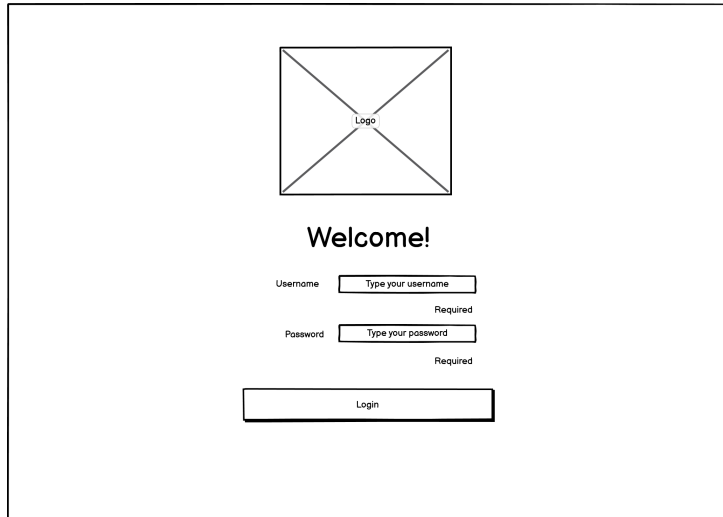 Logo
Welcome!
Username Type your username
Required
Password Type your password
Required
Login